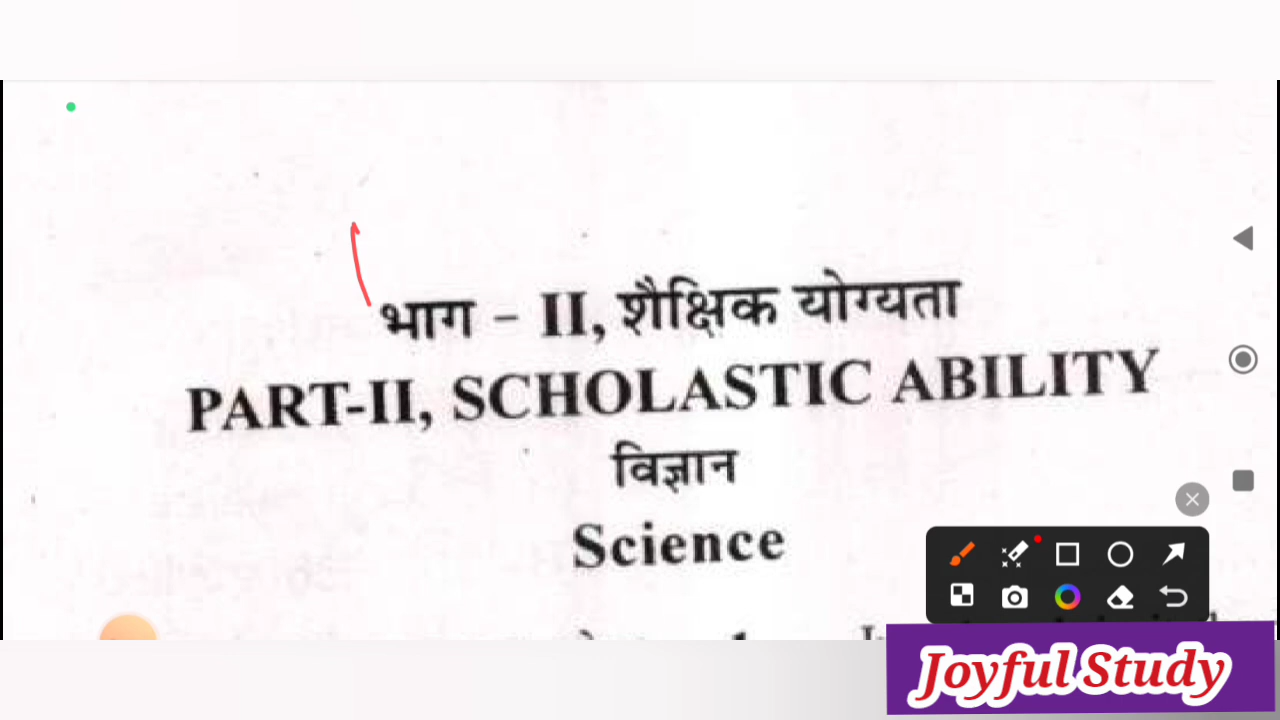 भाग - II, शैक्षिक योग्यता
PART-II, SCHOLASTIC ABILITY
विज्ञान
Science
Joyful Study